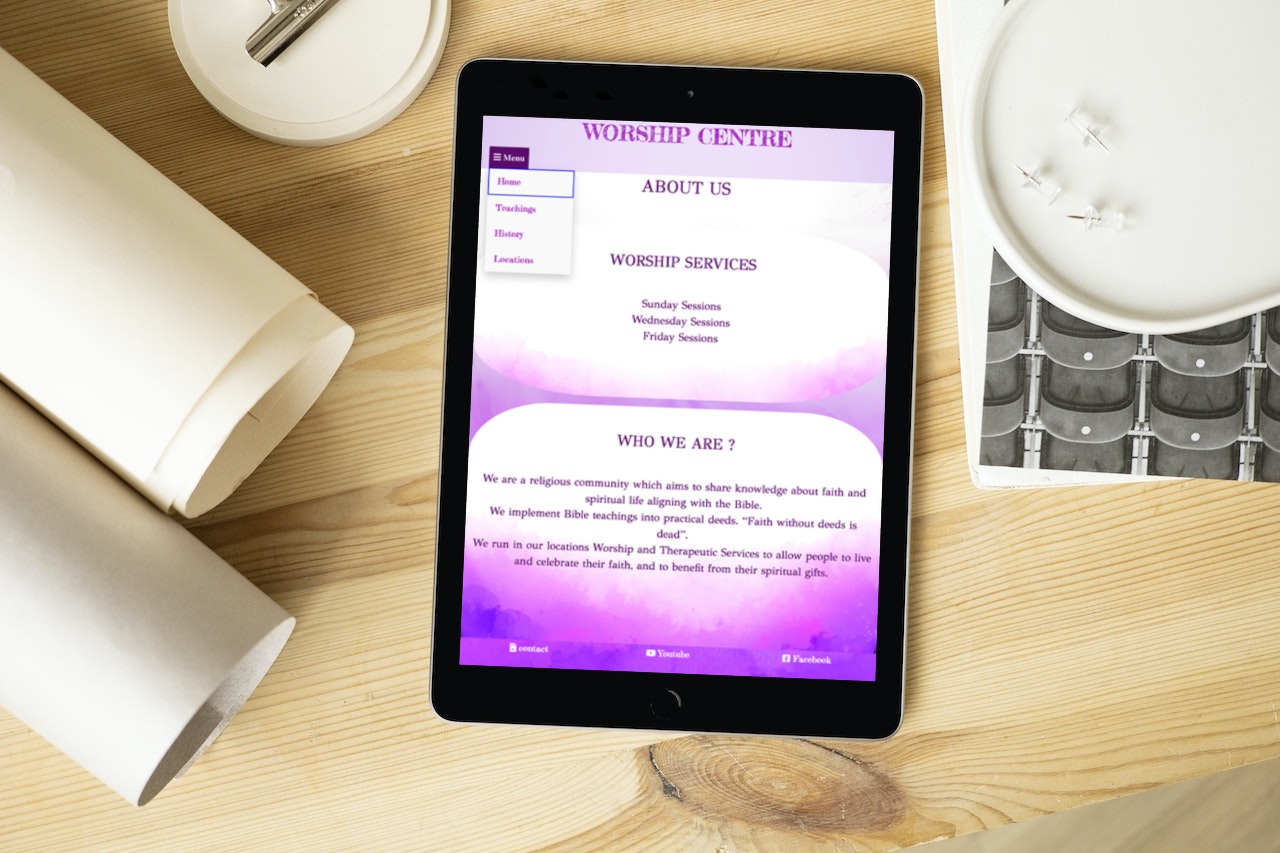 WORSHIP CENTRE
Menu
Home
Teachings
History
Locations
ABOUT US
WORSHIP SERVICES
Sunday Sessions
Wednesday Sessions
Friday Sessions
WHO WE ARE ?
We are a religious community which aims to share knowledge about faith and
spiritual life aligning with the Bible.
We implement Bible teachings into practical deeds. “Faith without deeds is
dead”.
We run in our locations Worship and Therapeutic Services to allow people to live
and celebrate their faith, and to benefit from their spiritual gifts.
contact Youtube Facebook